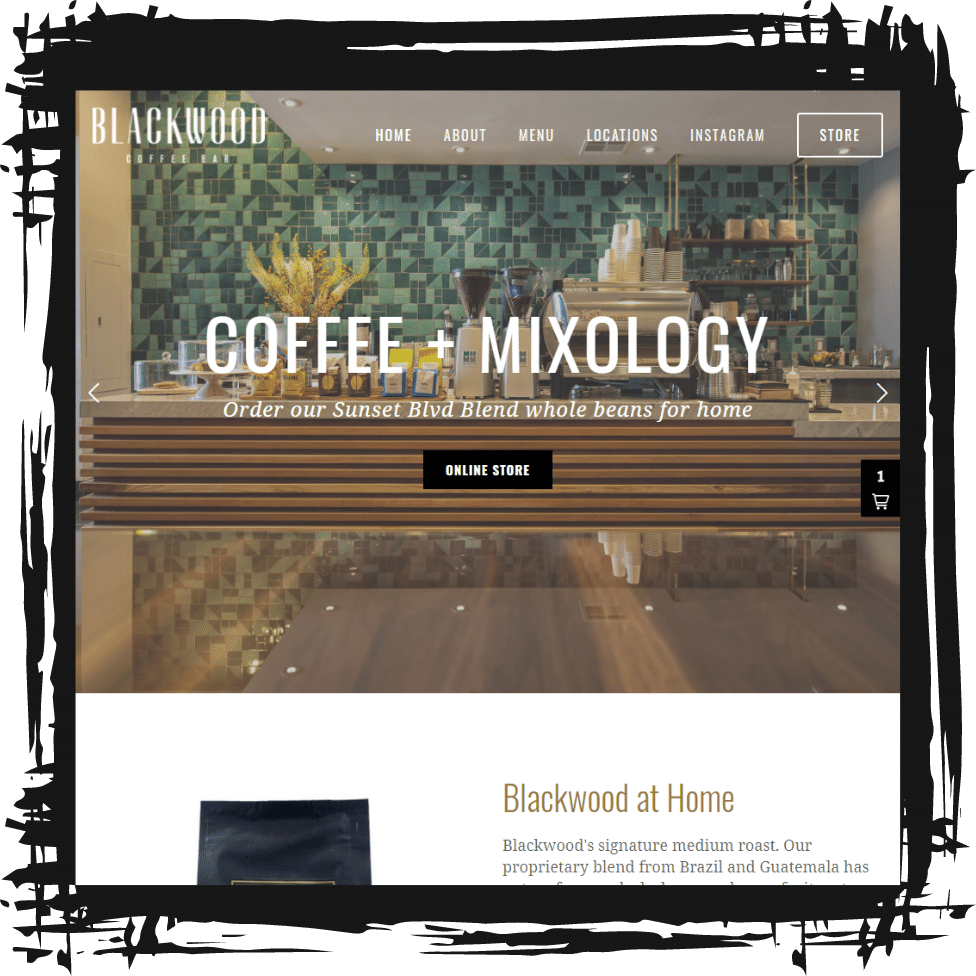 BLACKWOOD
COFFEE BAR
HOME ABOUT MENU LOCATIONS INSTAGRAM STORE
COFFEE + MIXOLOGY
Order our Sunset Blvd Blend whole beans for home
ONLINE STORE
1
Blackwood at Home
Blackwood's signature medium roast. Our
proprietary blend from Brazil and Guatemala has